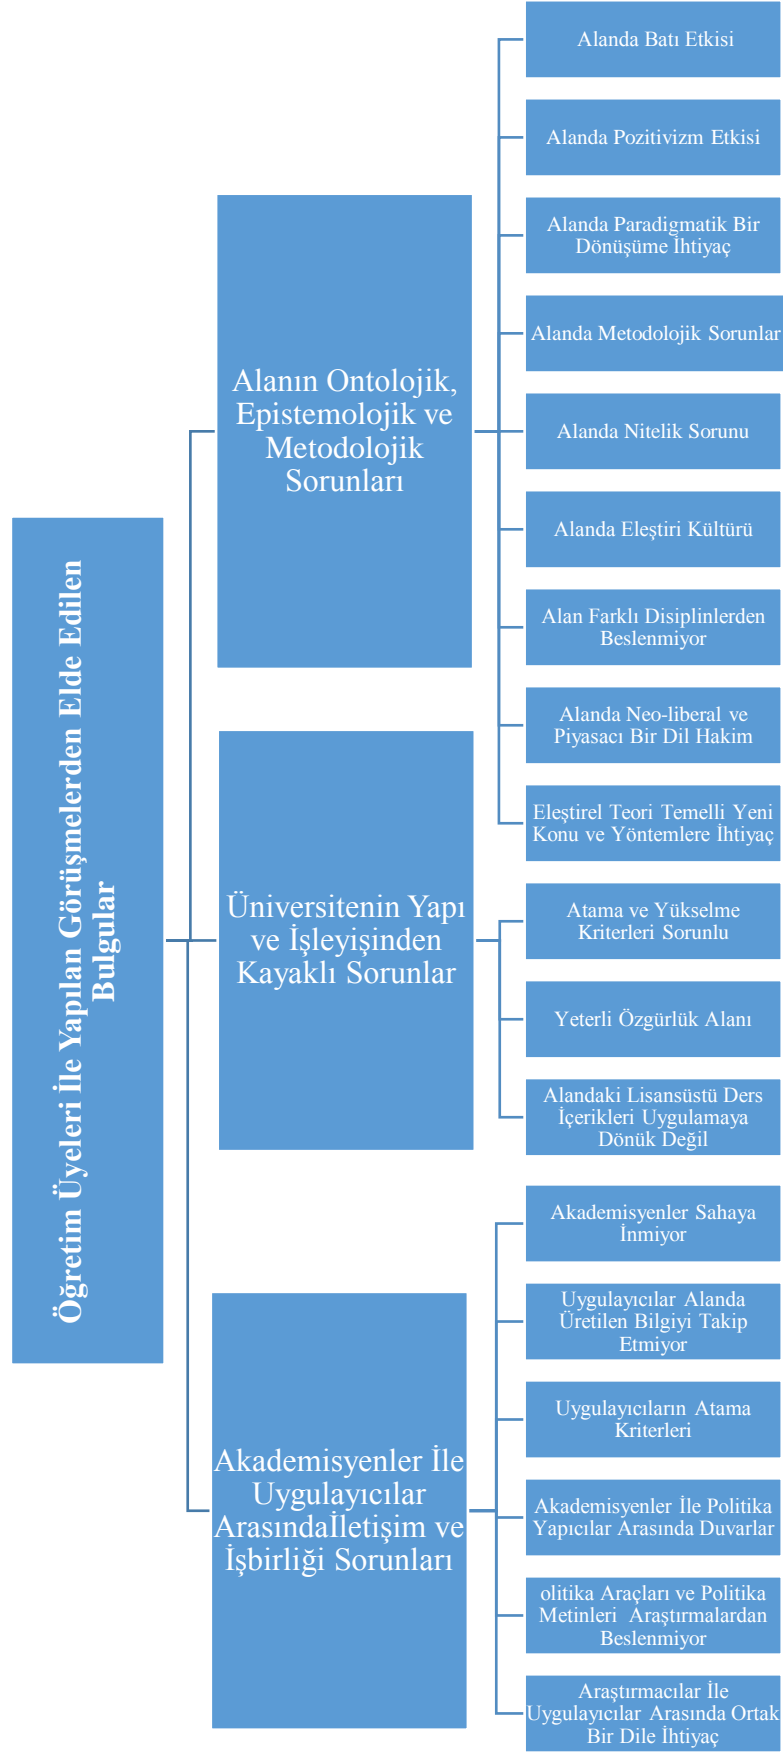 Öğretim Üyeleri İle Yapılan Görüşmelerden Elde Edilen
Bulgular
Alanın Ontolojik,
Epistemolojik ve
Metodolojik
Sorunları
Alanda Batı Etkisi
Alanda Pozitivizm Etkisi
Alanda Paradigmatik Bir
Dönüşüme İhtiyaç
Alanda Metodolojik Sorunlar
Alanda Nitelik Sorunu
Alanda Eleştiri Kültürü
Alan Farklı Disiplinlerden
Beslenmiyor
Alanda Neo-liberal ve
Piyasacı Bir Dil Hakim
Eleştirel Teori Temelli Yeni
Konu ve Yöntemlere İhtiyaç
Üniversitenin Yapı
ve İşleyişinden
Kayaklı Sorunlar
Atama ve Yükselme
Kriterleri Sorunlu
Yeterli Özgürlük Alanı
Alandaki Lisansüstü Ders
İçerikleri Uygulamaya
Dönük Değil
Akademisyenler İle
Uygulayıcılar
Arasındaİletişim ve
İşbirliği Sorunları
Akademisyenler Sahaya
İnmiyor
Uygulayıcılar Alanda
Üretilen Bilgiyi Takip
Etmiyor
Uygulayıcıların Atama
Kriterleri
Akademisyenler İle Politika
Yapıcılar Arasında Duvarlar
olitika Araçları ve Politika
Metinleri Araştırmalardan
Beslenmiyor
Araştırmacılar İle
Uygulayıcılar Arasında Ortak
Bir Dile İhtiyaç